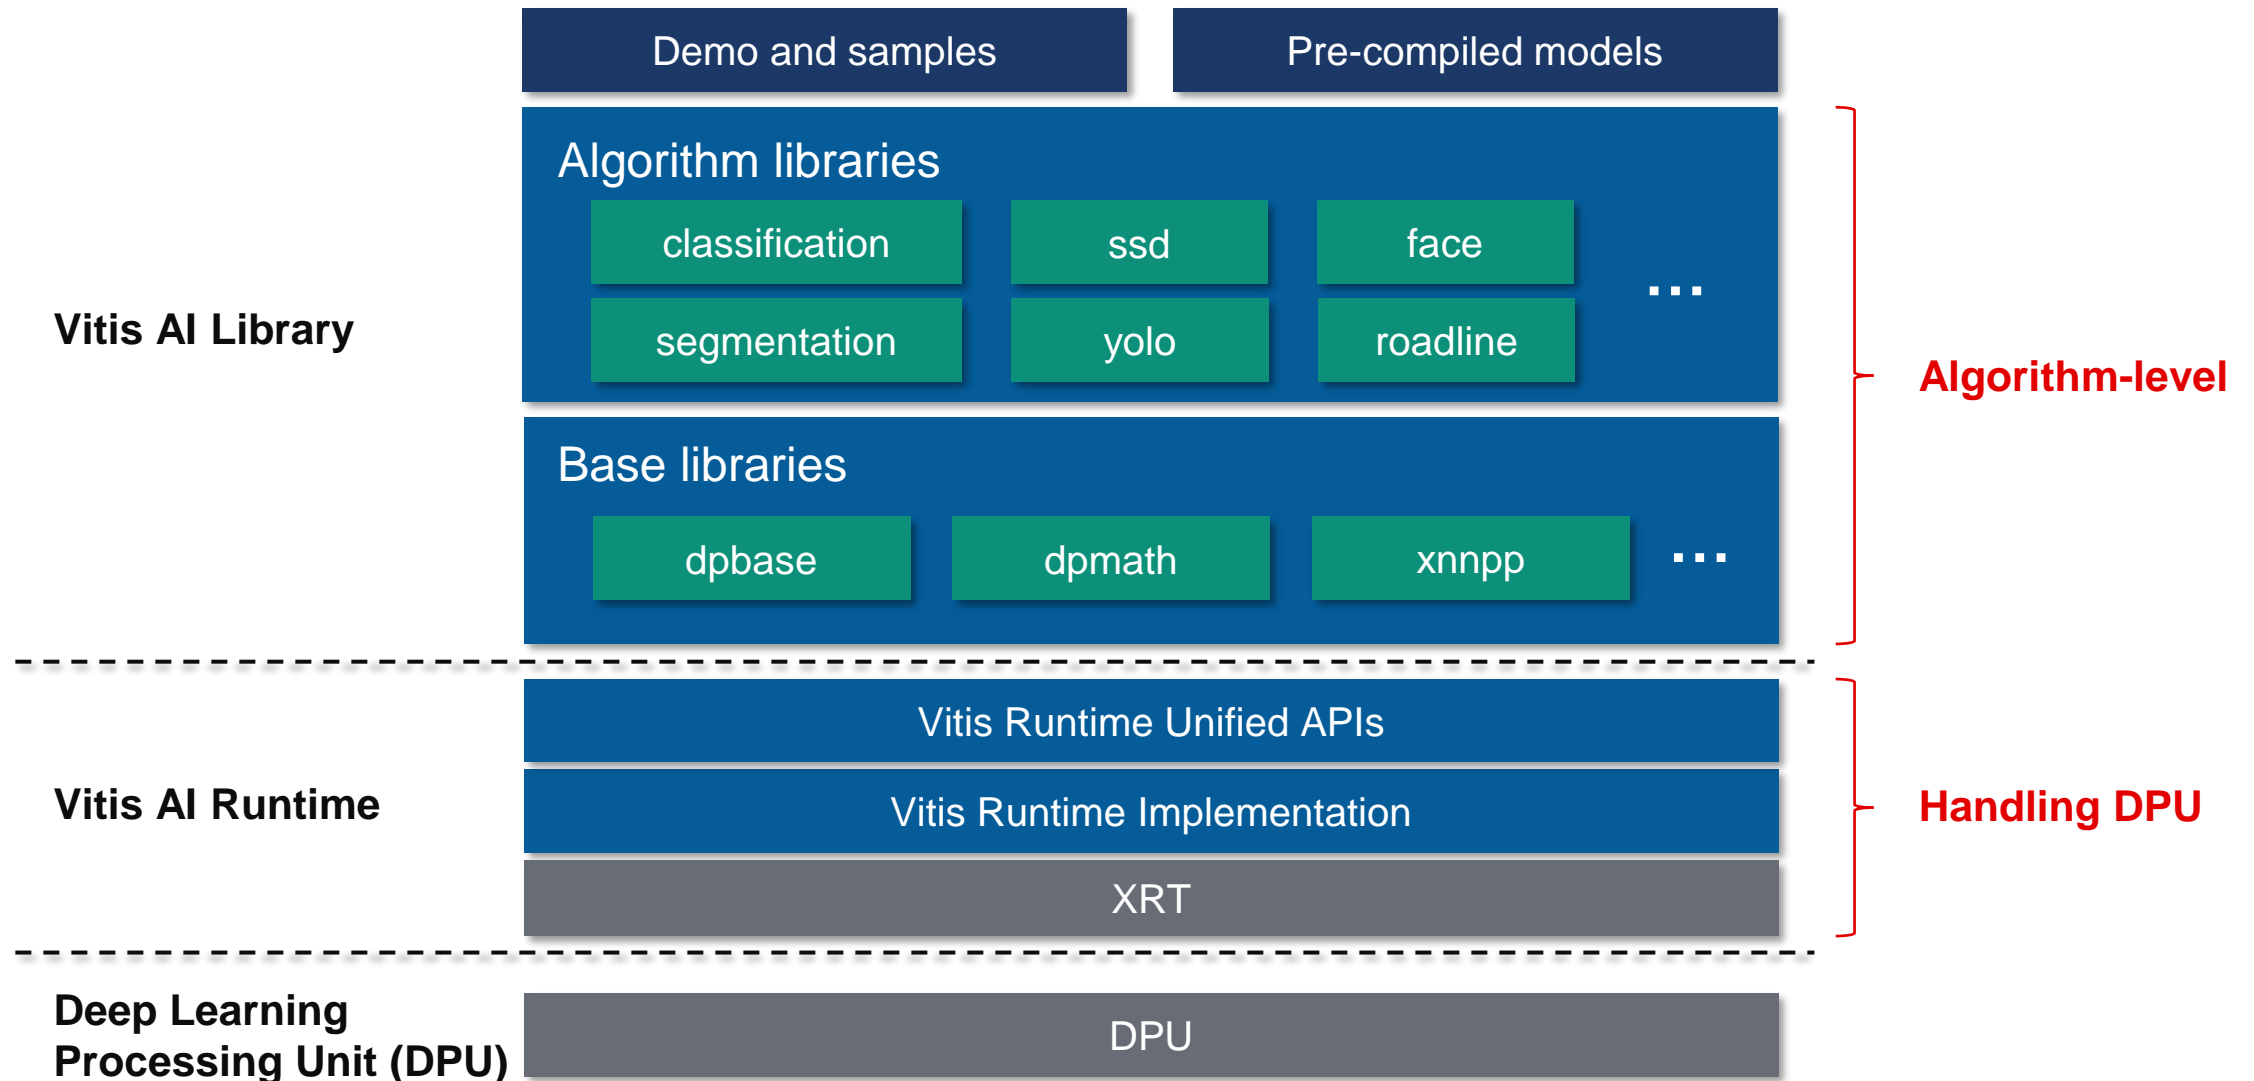 Demo and samples
Pre-compiled models
Algorithm libraries
classification
ssd
face
...
segmentation
yolo
roadline
Vitis AI Library
Algorithm-level
Base libraries
dpbase
dpmath
xnnpp
...
Vitis Runtime Unified APIs
Vitis AI Runtime
Vitis Runtime Implementation
Handling DPU
XRT
Deep Learning
Processing Unit (DPU)
DPU